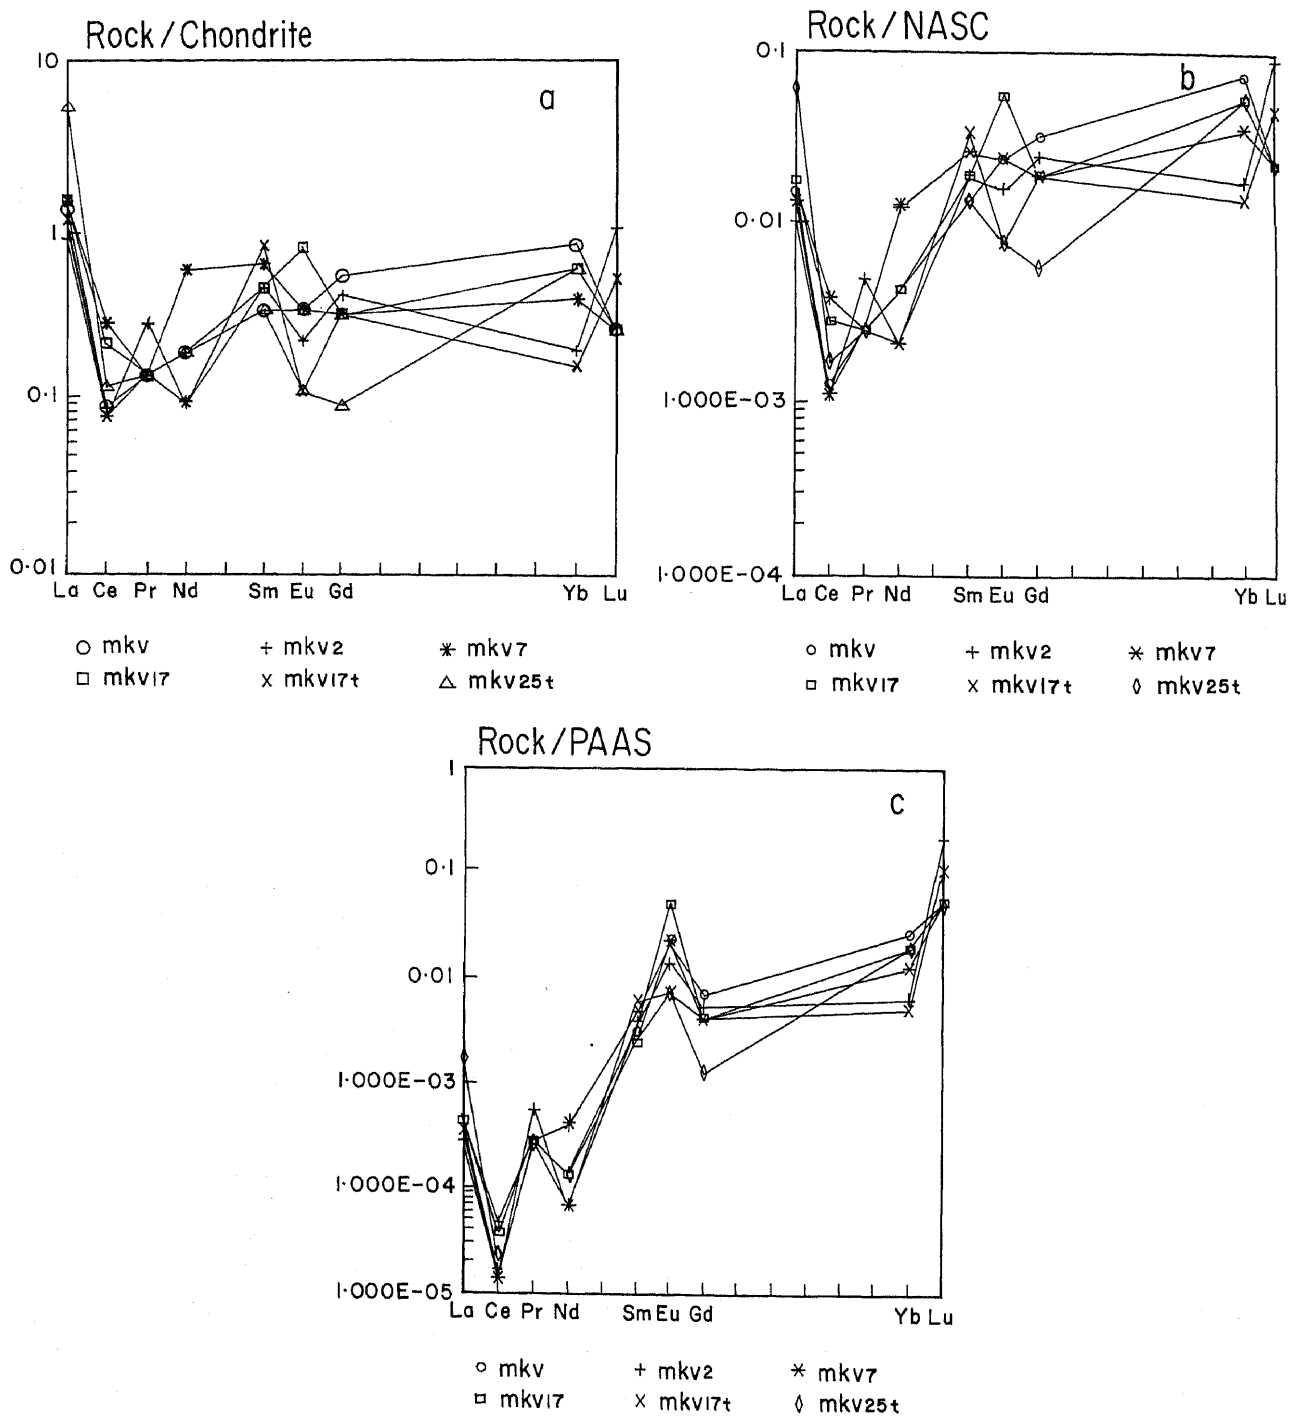 Rock/Chondrite
a
10
1
0.1
0.01
La Ce Pr Nd Sm Eu Gd Yb Lu
○ mkv + mkv2 ✳ mkv7
□ mkv17 x mkv17t △ mkv25t
Rock/NASC
b
0.1
0.01
1.000E-03
1.000E-04
La Ce Pr Nd Sm Eu Gd Yb Lu
○ mkv + mkv2 ✳ mkv7
□ mkv17 x mkv17t ◊ mkv25t
Rock/PAAS
c
1
0.1
0.01
1.000E-03
1.000E-04
1.000E-05
La Ce Pr Nd Sm Eu Gd Yb Lu
○ mkv + mkv2 ✳ mkv7
□ mkv17 x mkv17t ◊ mkv25t